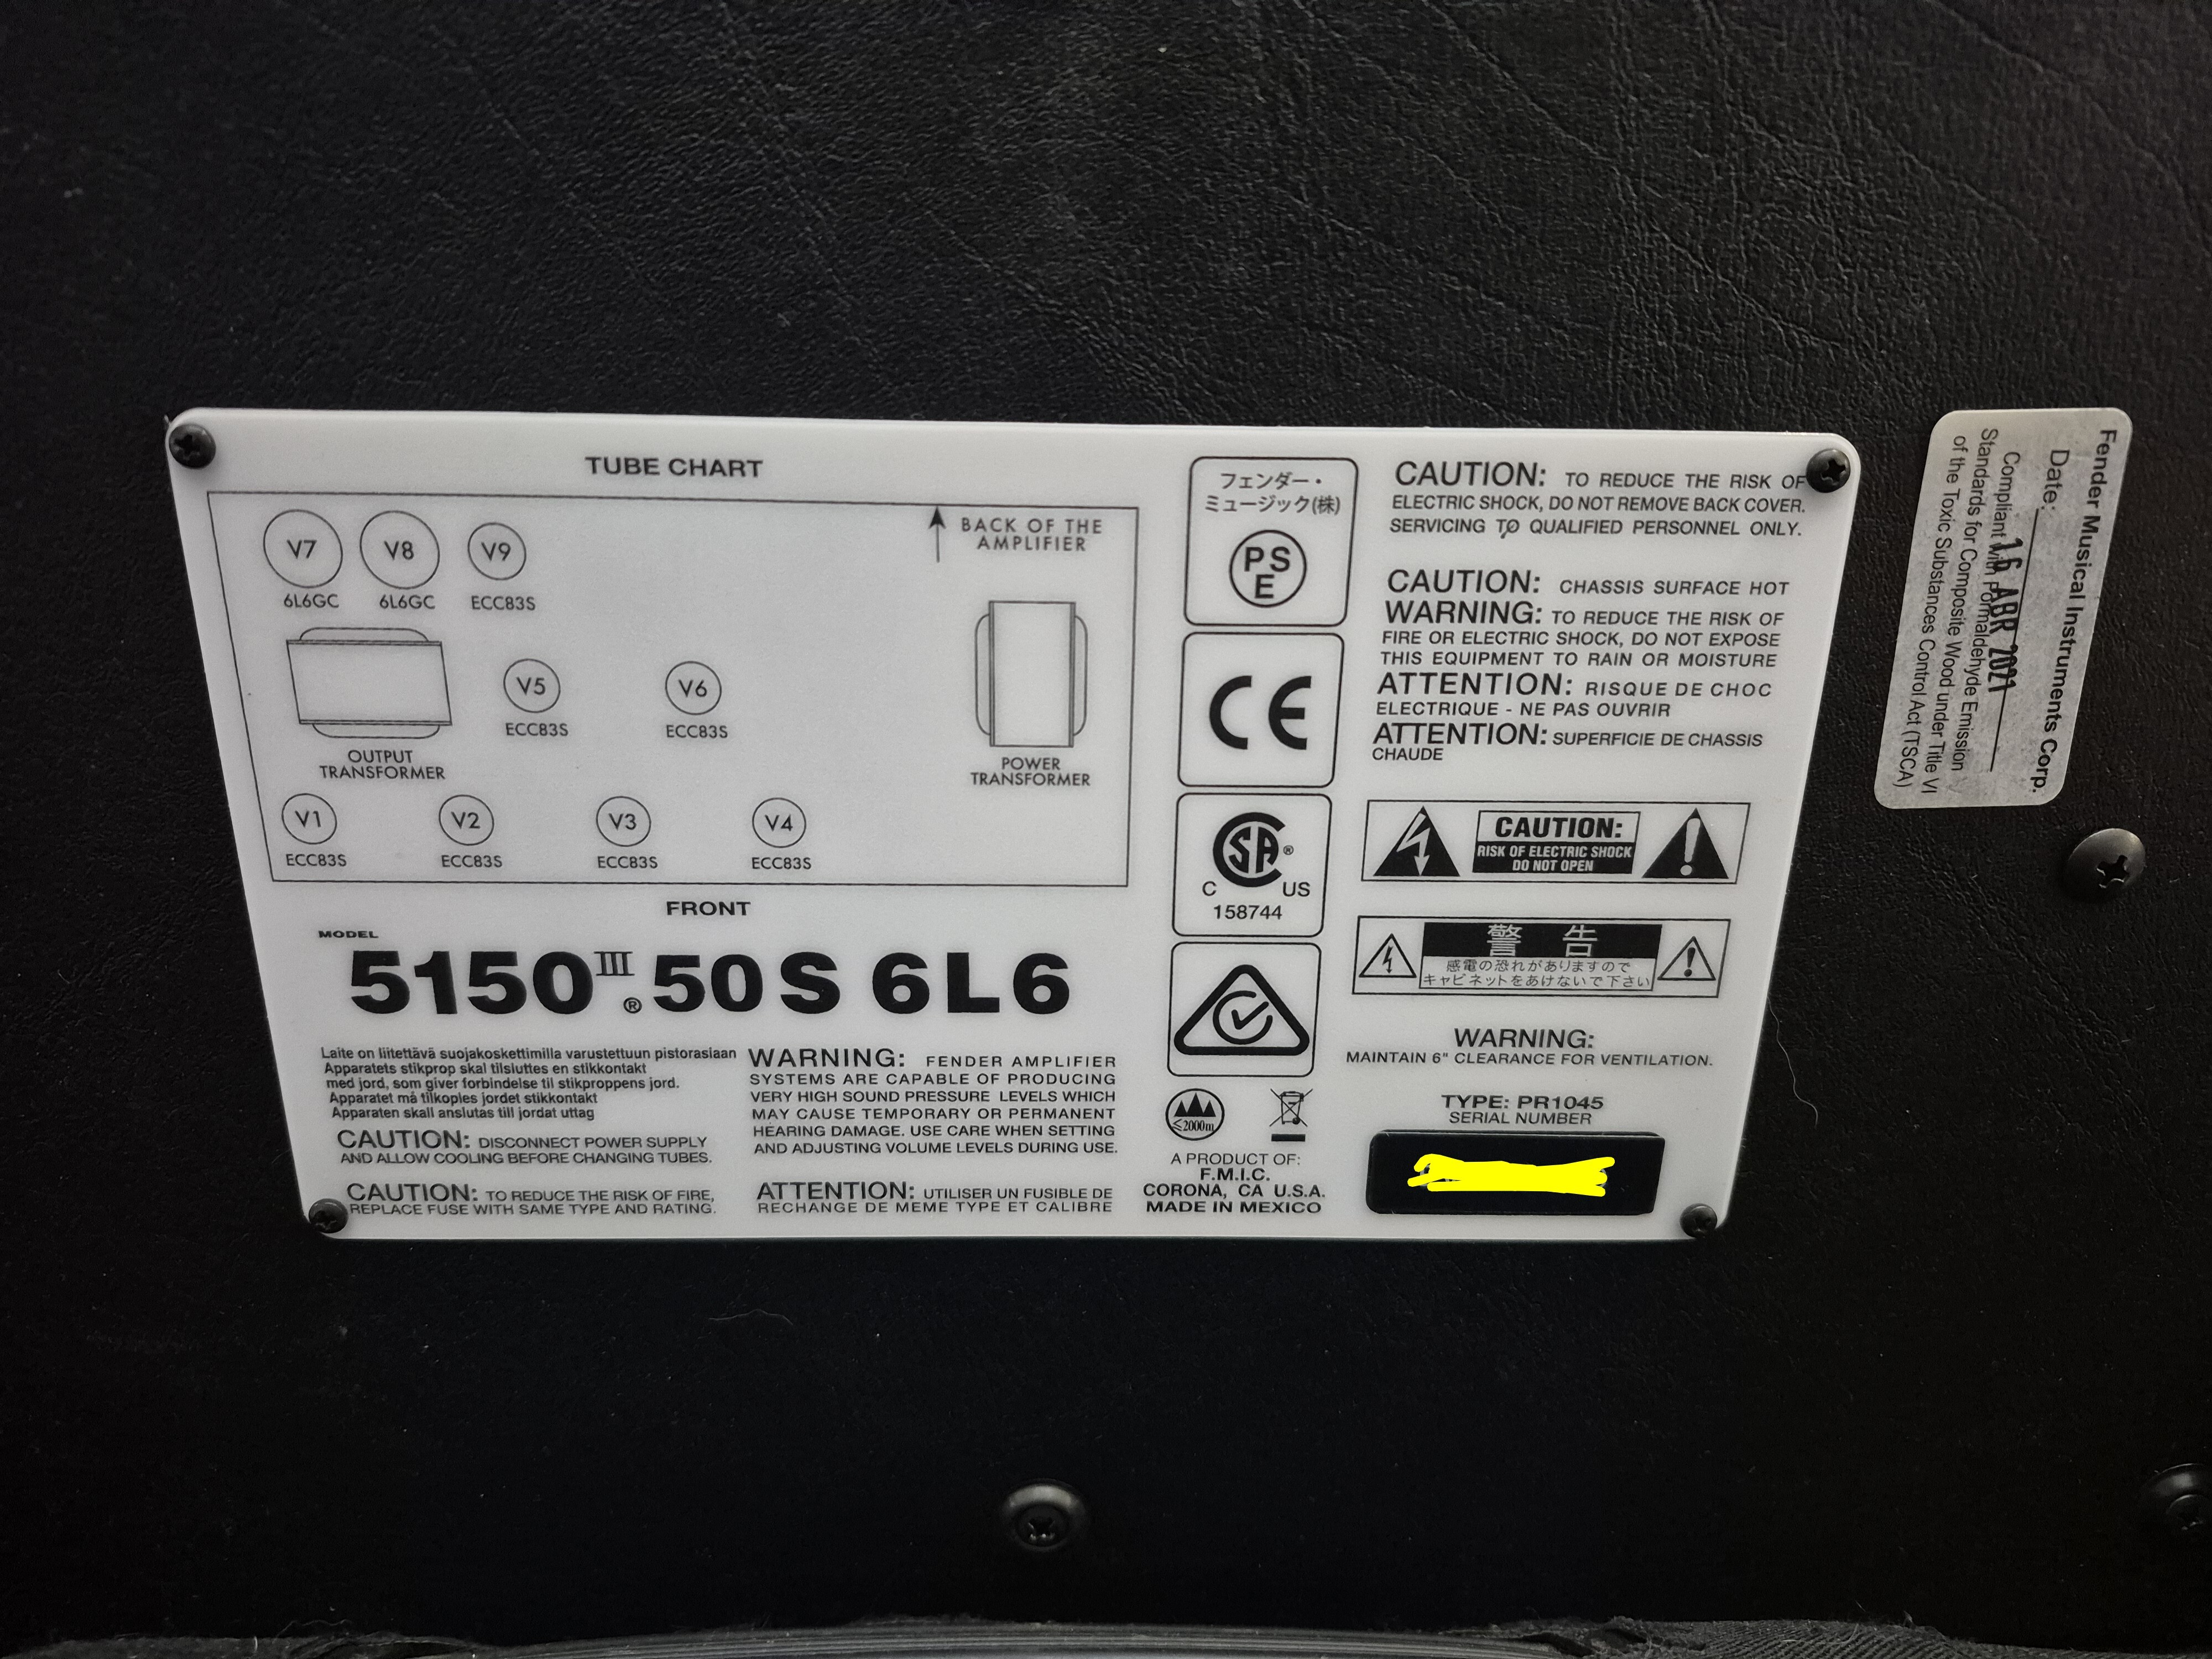 TUBE CHART
BACK OF THE
AMPLIFIER
V7
V8
V9
6L6GC
6L6GC
ECC83S
V5
V6
ECC83S
ECC83S
OUTPUT
TRANSFORMER
POWER
TRANSFORMER
V1
V2
V3
V4
ECC83S
ECC83S
ECC83S
ECC83S
FRONT
MODEL
5150III® 50S 6L6
Laite on liitettävä suojakoskettimilla varustettuun pistorasiaan
Apparatets stikprop skal tilsluttes en stikkontakt
med jord, som giver forbindelse til stikproppens jord.
Apparatet må tilkoples jordet stikkontakt
Apparaten skall anslutas till jordat uttag
CAUTION: DISCONNECT POWER SUPPLY
AND ALLOW COOLING BEFORE CHANGING TUBES.
CAUTION: TO REDUCE THE RISK OF FIRE,
REPLACE FUSE WITH SAME TYPE AND RATING.
WARNING: FENDER AMPLIFIER
SYSTEMS ARE CAPABLE OF PRODUCING
VERY HIGH SOUND PRESSURE LEVELS WHICH
MAY CAUSE TEMPORARY OR PERMANENT
HEARING DAMAGE. USE CARE WHEN SETTING
AND ADJUSTING VOLUME LEVELS DURING USE.
ATTENTION: UTILISER UN FUSIBLE DE
RECHANGE DE MEME TYPE ET CALIBRE
フェンダー・
ミュージック(株)
PS
E
CE
SA®
C US
158744
≤2000m
A PRODUCT OF:
F.M.I.C.
CORONA, CA U.S.A.
MADE IN MEXICO
CAUTION: TO REDUCE THE RISK OF
ELECTRIC SHOCK, DO NOT REMOVE BACK COVER.
SERVICING TO QUALIFIED PERSONNEL ONLY.
CAUTION: CHASSIS SURFACE HOT
WARNING: TO REDUCE THE RISK OF
FIRE OR ELECTRIC SHOCK, DO NOT EXPOSE
THIS EQUIPMENT TO RAIN OR MOISTURE
ATTENTION: RISQUE DE CHOC
ELECTRIQUE - NE PAS OUVRIR
ATTENTION: SUPERFICIE DE CHASSIS
CHAUDE
CAUTION:
RISK OF ELECTRIC SHOCK
DO NOT OPEN
警 告
感電の恐れがありますので
キャビネットをあけないで下さい
WARNING:
MAINTAIN 6" CLEARANCE FOR VENTILATION.
TYPE: PR1045
SERIAL NUMBER
Fender Musical Instruments Corp.
Date: 16 ABR 2021
Compliant with Formaldehyde Emission
Standards for Composite Wood under Title VI
of the Toxic Substances Control Act (TSCA)